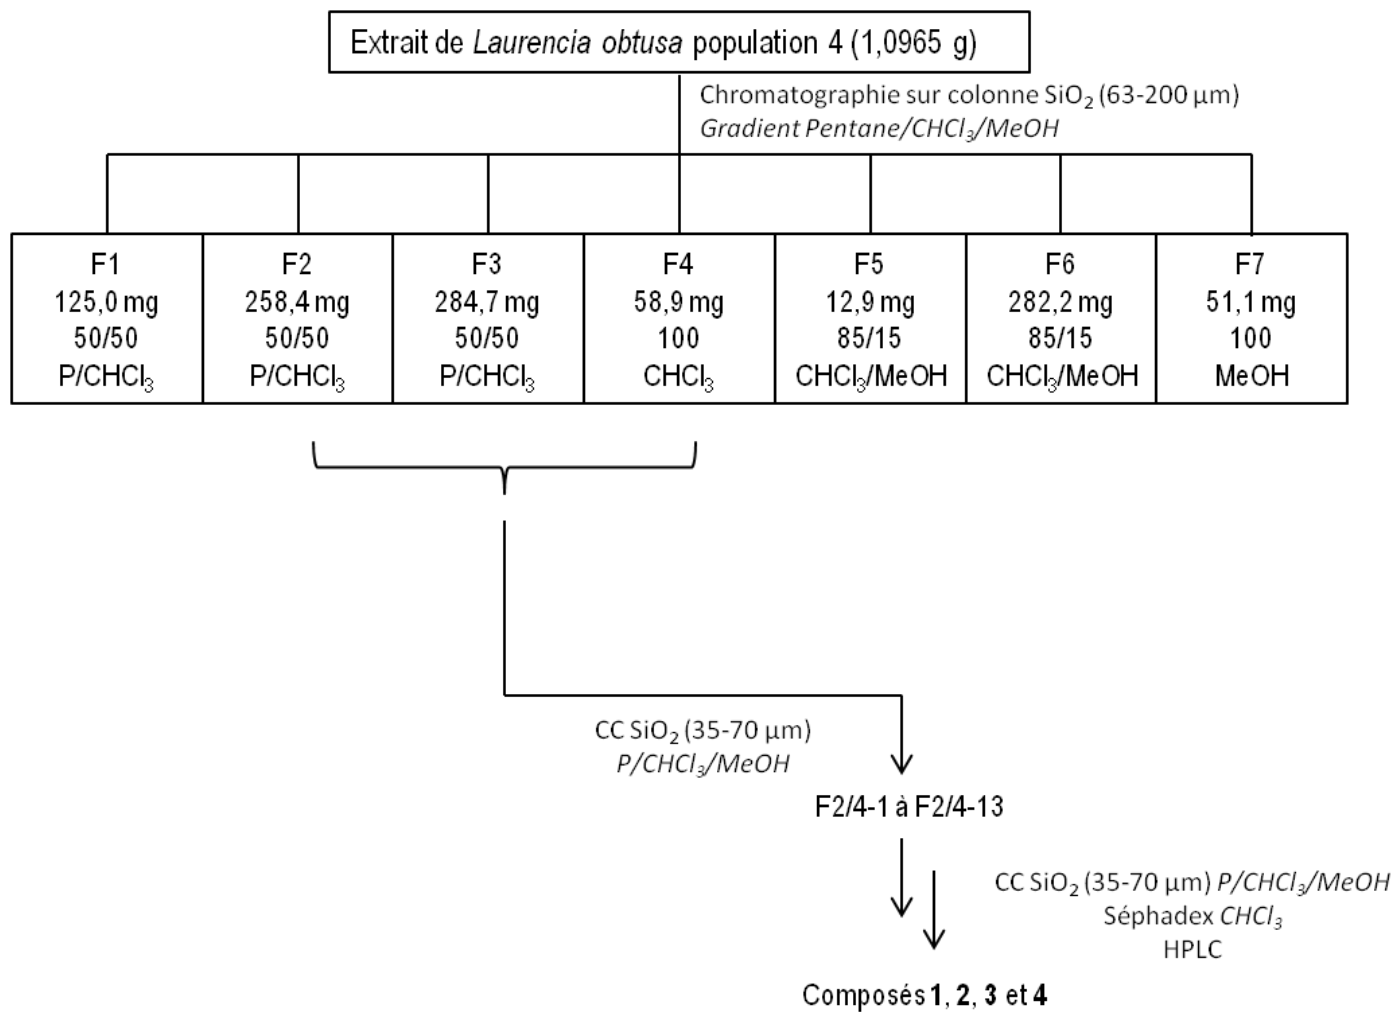 Extrait de Laurencia obtusa population 4 (1,0965 g)
Chromatographie sur colonne SiO₂ (63-200 µm)
Gradient Pentane/CHCl₃/MeOH
F1
125,0 mg
50/50
P/CHCl₃
F2
258,4 mg
50/50
P/CHCl₃
F3
284,7 mg
50/50
P/CHCl₃
F4
58,9 mg
100
CHCl₃
F5
12,9 mg
85/15
CHCl₃/MeOH
F6
282,2 mg
85/15
CHCl₃/MeOH
F7
51,1 mg
100
MeOH
CC SiO₂ (35-70 µm)
P/CHCl₃/MeOH
F2/4-1 à F2/4-13
CC SiO₂ (35-70 µm) P/CHCl₃/MeOH
Séphadex CHCl₃
HPLC
Composés 1, 2, 3 et 4